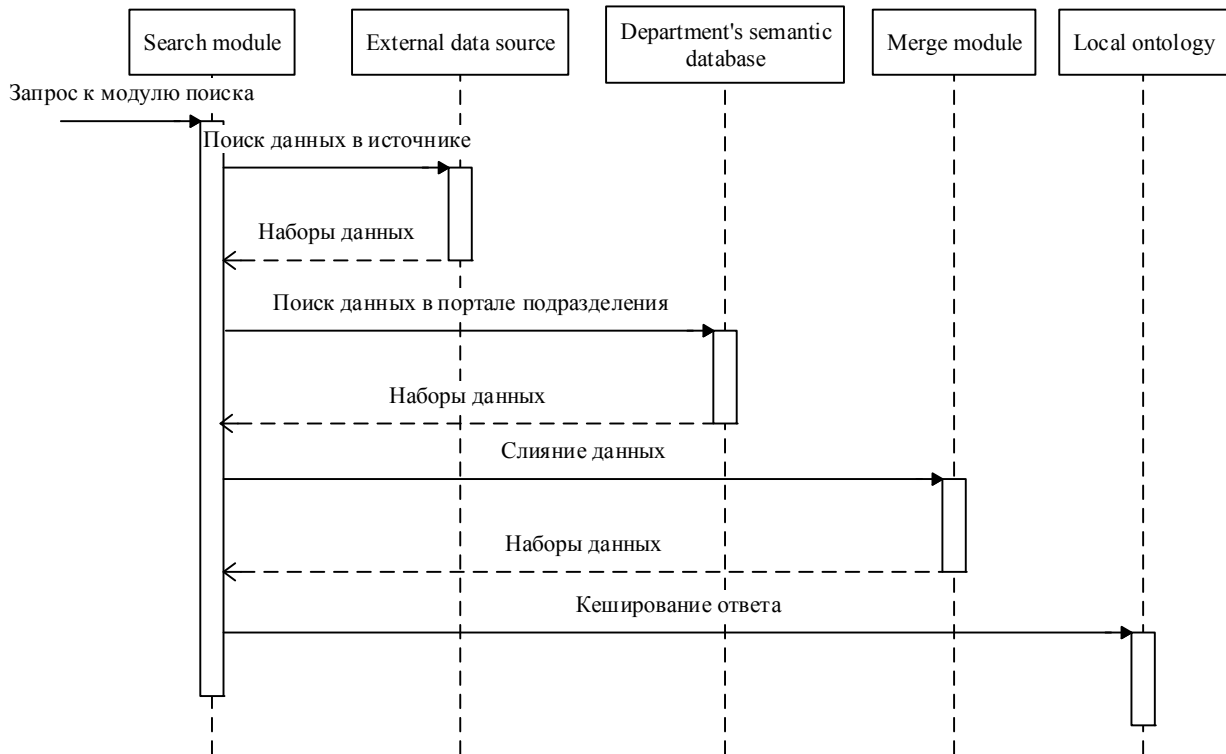 Search module
External data source
Department's semantic
database
Merge module
Local ontology
Запрос к модулю поиска
Поиск данных в источнике
Наборы данных
Поиск данных в портале подразделения
Наборы данных
Слияние данных
Наборы данных
Кеширование ответа